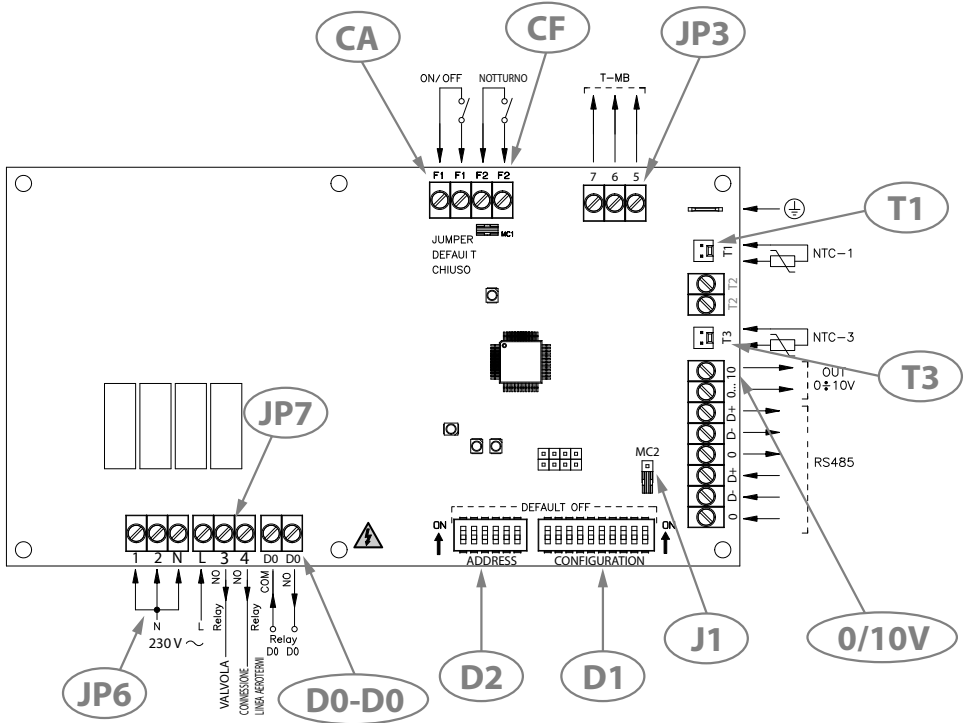 CA
CF
JP3
ON/OFF
NOTTURNO
T-MB
F1 F1 F2 F2
7 6 5
MC1
JUMPER
DEFAUI T
CHIUSO
T1
T1
NTC-1
T2
T2
T3
NTC-3
T3
0... 10
OUT
0÷10V
D+
D-
0
D+
D-
0
RS485
JP7
MC2
DEFAULT OFF
ON
ON
ADDRESS
CONFIGURATION
1 2 N L 3 4 D0 D0
NO
NO
COM
NO
N
230 V ~
L
Relay
VALVOLA
Relay
CONNESSIONE
LINEA AEROTERMI
Relay
D0 D0
JP6
D0-D0
D2
D1
J1
0/10V